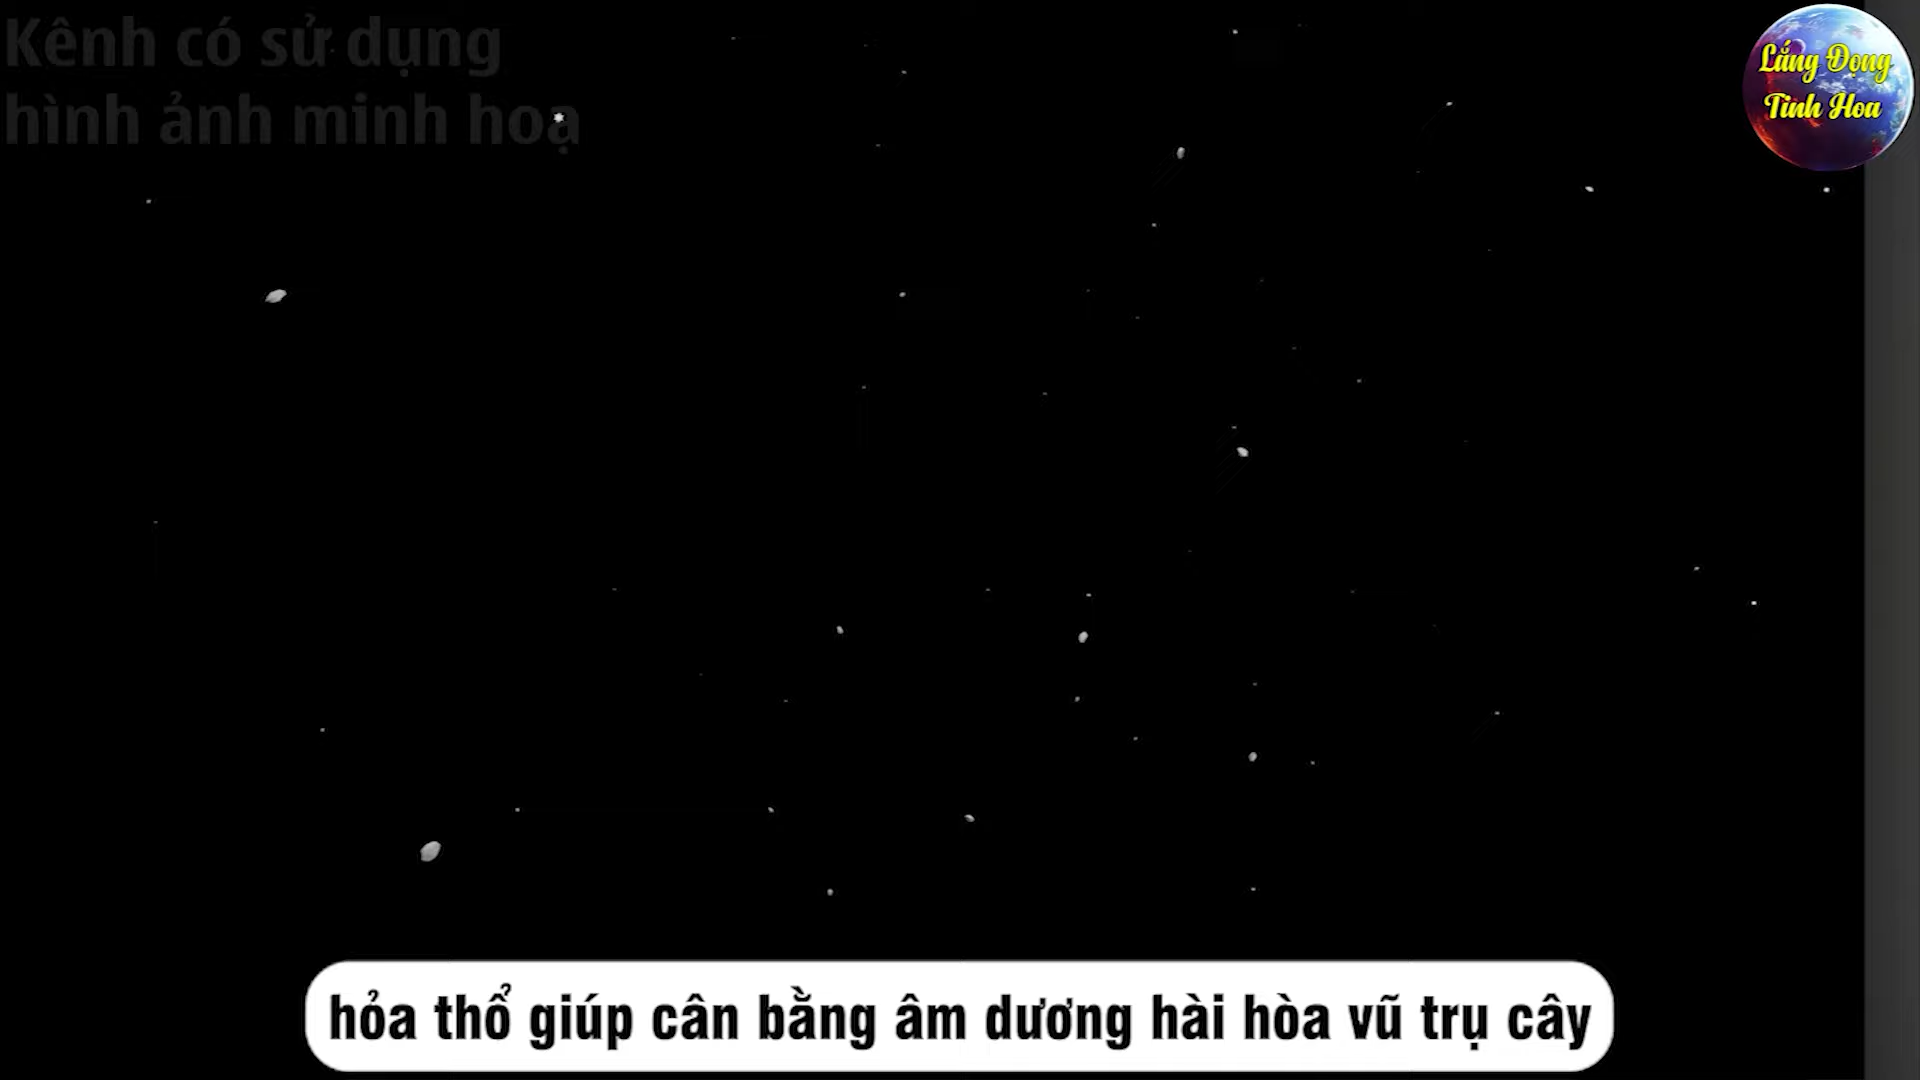 Kênh có sử dụng
hình ảnh minh hoạ
Lắng Đọng
Tinh Hoa
hỏa thổ giúp cân bằng âm dương hài hòa vũ trụ cây